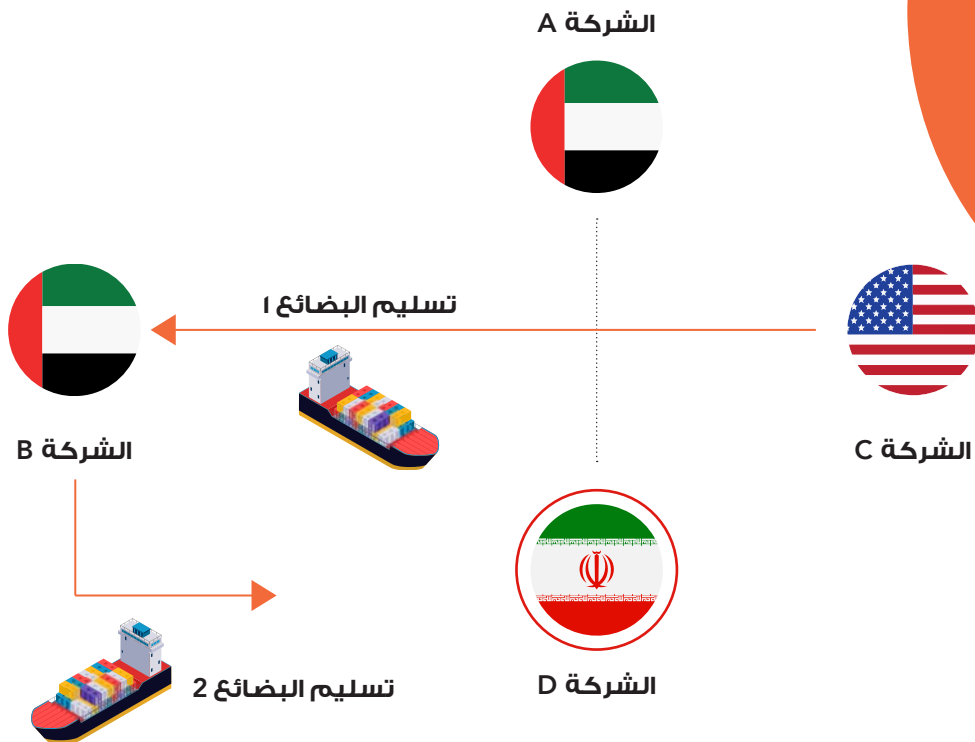 الشركة A
تسليم البضائع 1
الشركة B
الشركة C
الشركة D
تسليم البضائع 2